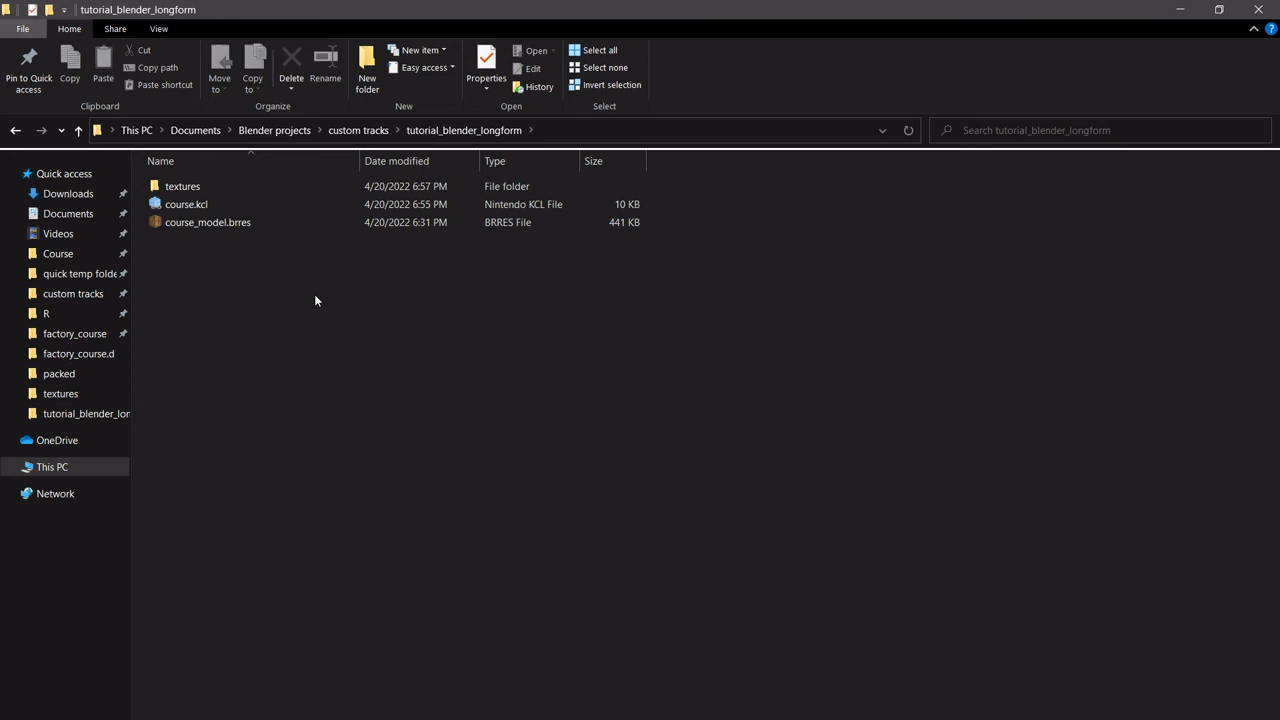 tutorial_blender_longform
File Home Share View
Pin to Quick access
Copy
Paste
Cut
Copy path
Paste shortcut
Clipboard
Move to
Copy to
Delete
Rename
Organize
New folder
New item
Easy access
New
Properties
Open
Edit
History
Open
Select all
Select none
Invert selection
Select
This PC Documents Blender projects custom tracks tutorial_blender_longform
Search tutorial_blender_longform
Name Date modified Type Size
textures 4/20/2022 6:57 PM File folder
course.kcl 4/20/2022 6:55 PM Nintendo KCL File 10 KB
course_model.brres 4/20/2022 6:31 PM BRRES File 441 KB
Quick access
Downloads
Documents
Videos
Course
quick temp folde
custom tracks
R
factory_course
factory_course.d
packed
textures
tutorial_blender_lon
OneDrive
This PC
Network